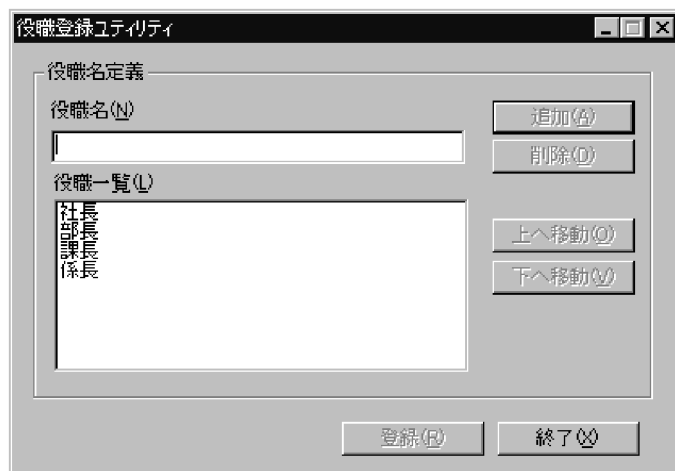 役職登録ユティリティ
役職名定義
役職名(N)
追加(A)
削除(D)
役職一覧(L)
社長
部長
課長
係長
上へ移動(O)
下へ移動(V)
登録(R)
終了(X)